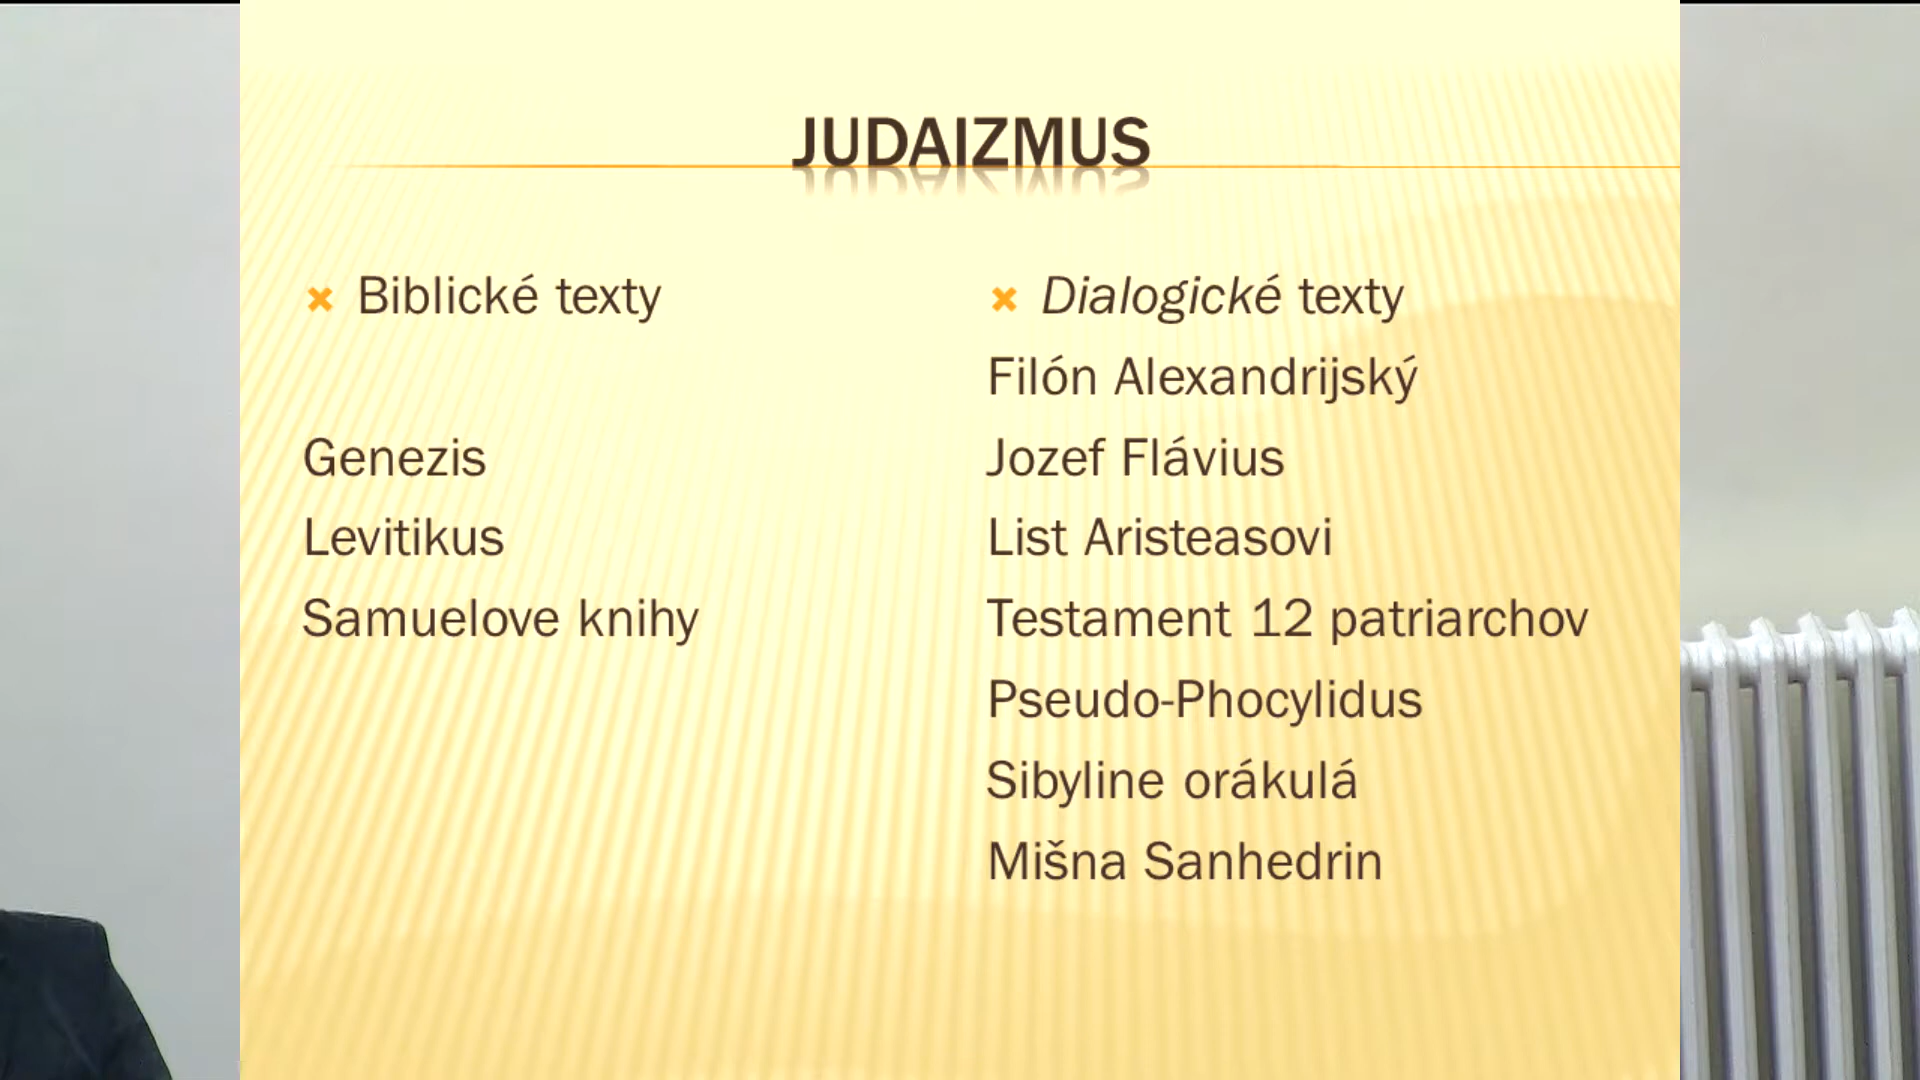 JUDAIZMUS
Biblické texty
Genezis
Levitikus
Samuelove knihy
Dialogické texty
Filón Alexandrijský
Jozef Flávius
List Aristeasovi
Testament 12 patriarchov
Pseudo-Phocylidus
Sibyline orákulá
Mišna Sanhedrin